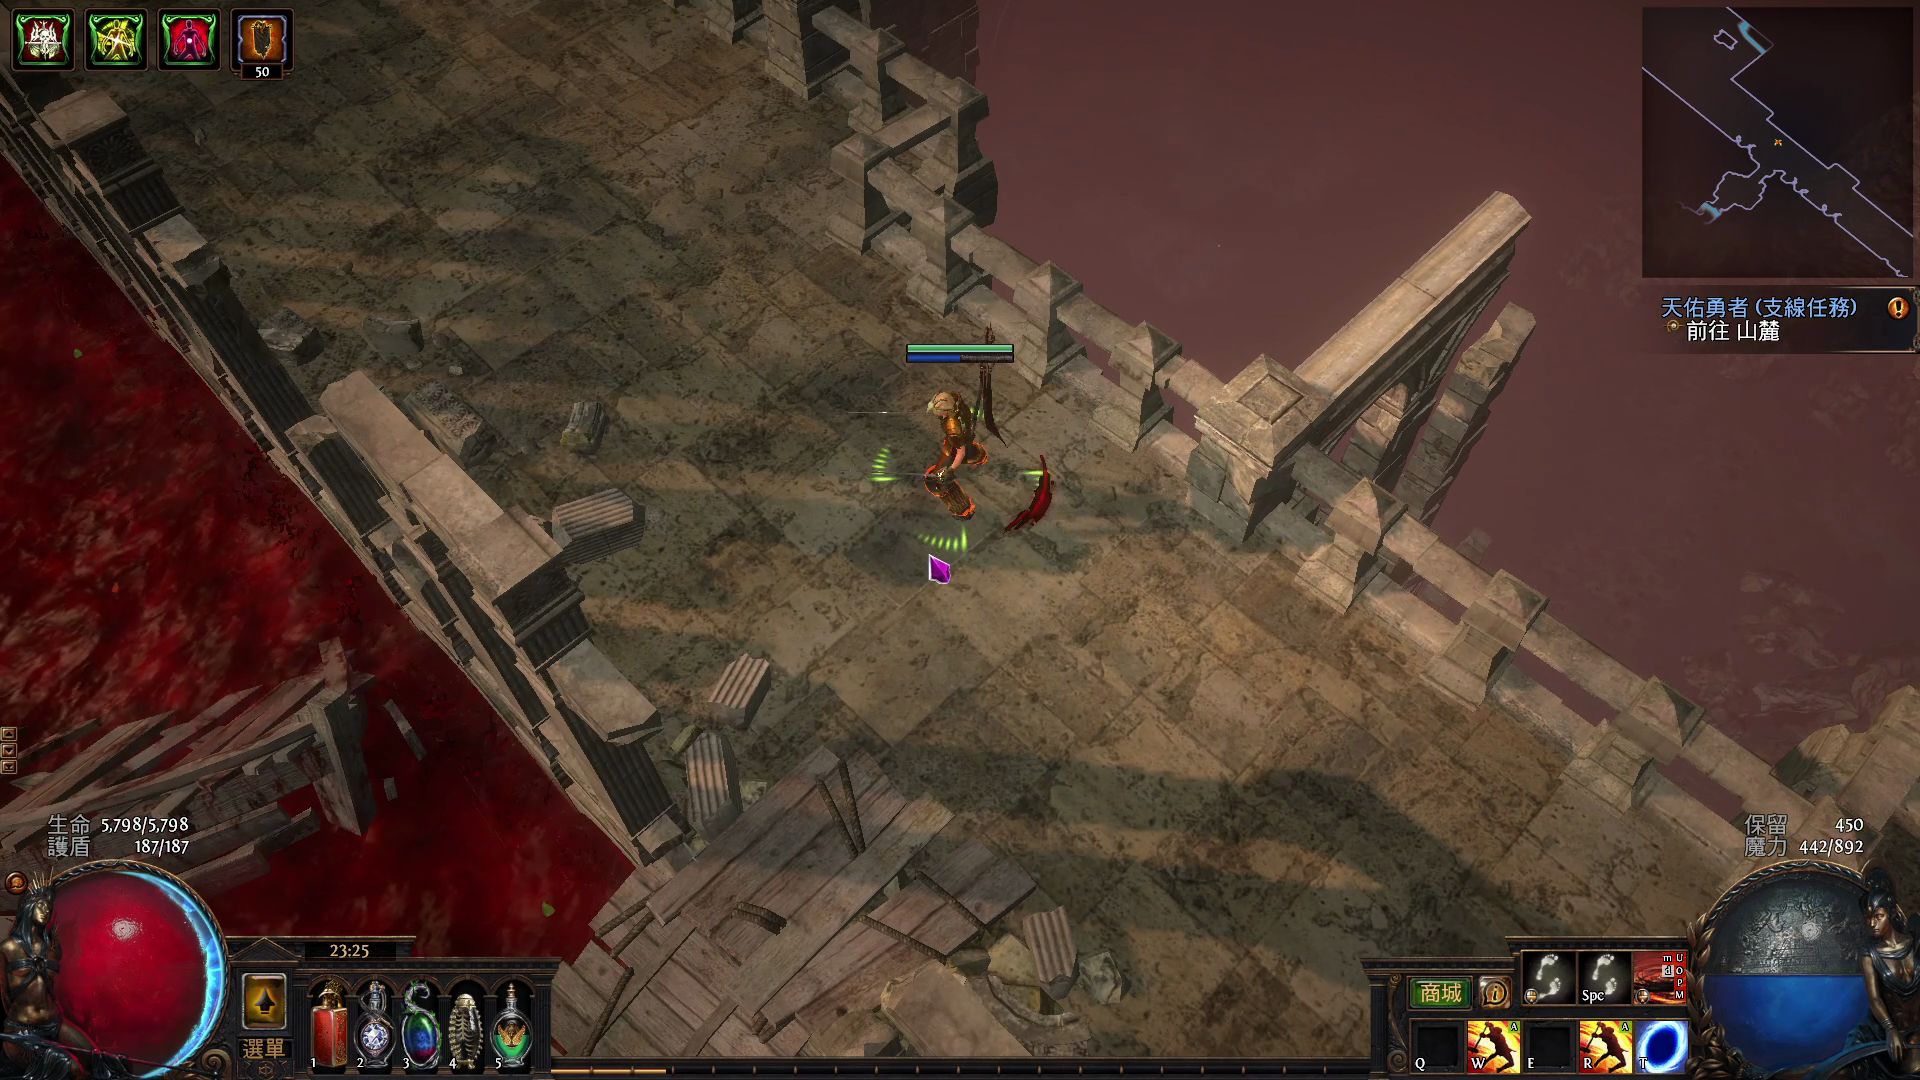 50
天佑勇者 (支線任務)
前往 山麓
生命 5,798/5,798
護盾 187/187
保留 450
魔力 442/892
23:25
選單
1
2
3
4
5
商城
Spc
Q
W
A
E
R
A
T